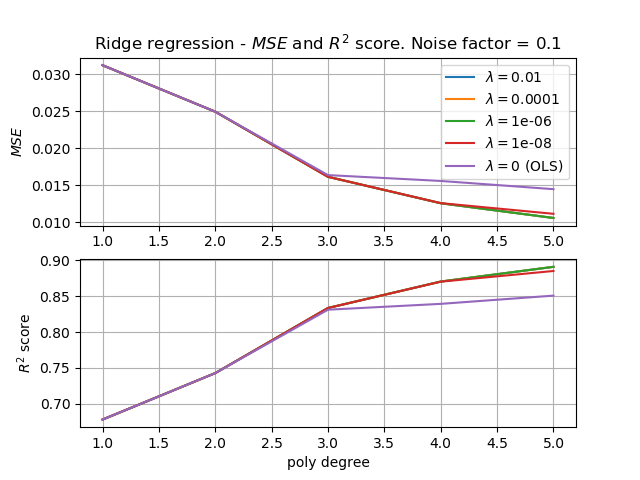 Ridge regression - MSE and R² score. Noise factor = 0.1
MSE
0.030
0.025
0.020
0.015
0.010
λ = 0.01
λ = 0.0001
λ = 1e-06
λ = 1e-08
λ = 0 (OLS)
1.0 1.5 2.0 2.5 3.0 3.5 4.0 4.5 5.0
R² score
0.90
0.85
0.80
0.75
0.70
1.0 1.5 2.0 2.5 3.0 3.5 4.0 4.5 5.0
poly degree